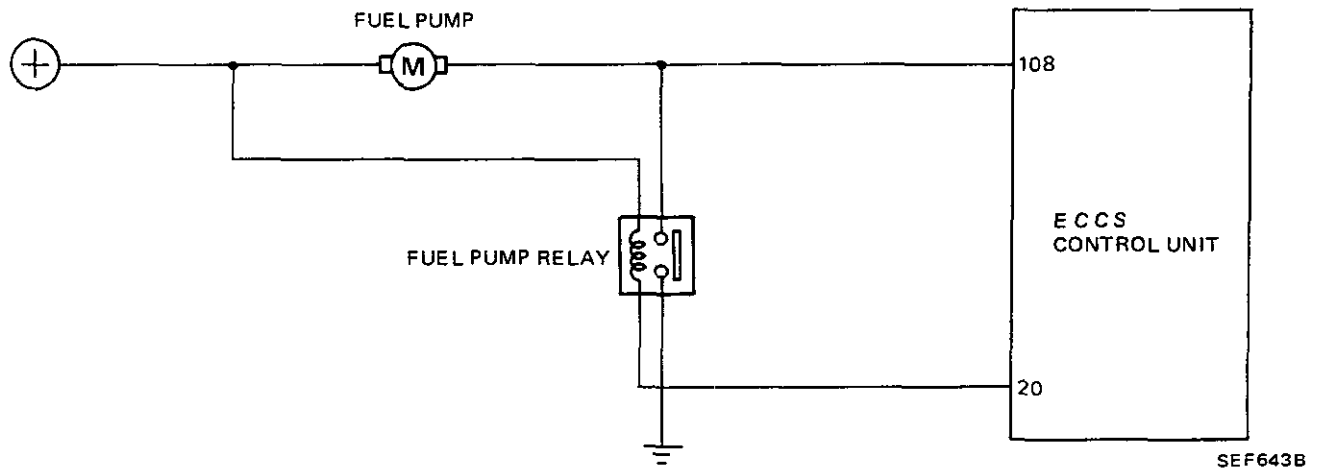 FUEL PUMP
+
M
108
FUEL PUMP RELAY
ECCS
CONTROL UNIT
20
SEF643B